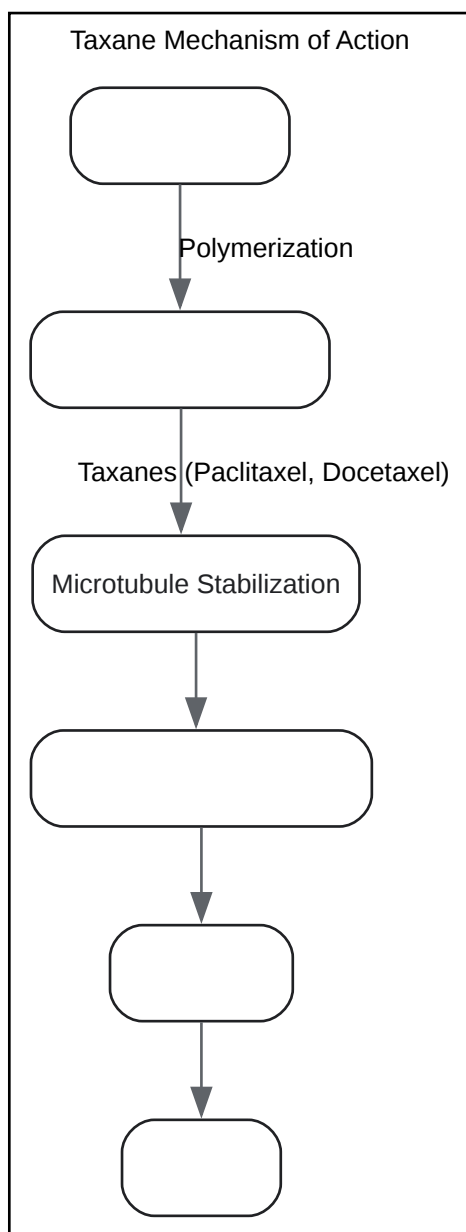 Taxane Mechanism of Action
Polymerization
Taxanes (Paclitaxel, Docetaxel)
Microtubule Stabilization